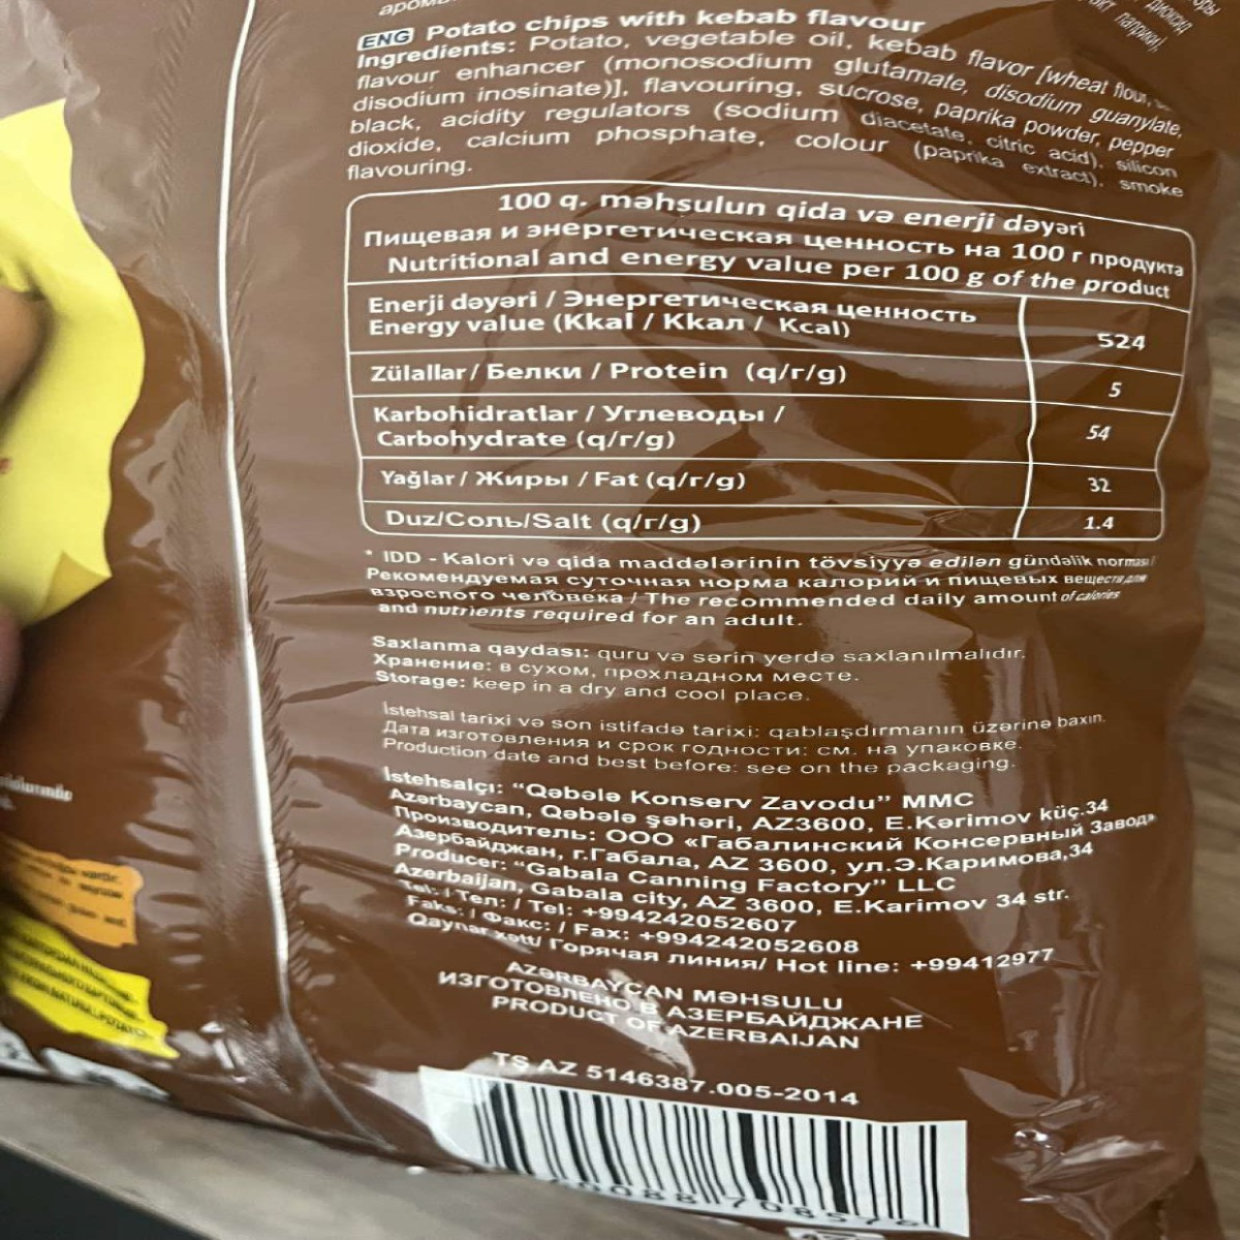 ENG Potato chips with kebab flavour
Ingredients: Potato, vegetable oil, kebab flavor [wheat flour,
flavour enhancer (monosodium glutamate, disodium guanylate,
disodium inosinate)], flavouring, sucrose, paprika powder, pepper
black, acidity regulators (sodium diacetate, citric acid), silicon
dioxide, calcium phosphate, colour (paprika extract), smoke
flavouring.
100 q. məhsulun qida və enerji dəyəri
Пищевая и энергетическая ценность на 100 г продукта
Nutritional and energy value per 100 g of the product
Enerji dəyəri / Энергетическая ценность
Energy value (Kkal / Ккал / Kcal) 524
Zülallar / Белки / Protein (q/г/g) 5
Karbohidratlar / Углеводы /
Carbohydrate (q/г/g) 54
Yağlar / Жиры / Fat (q/г/g) 32
Duz/Соль/Salt (q/г/g) 1.4
* IDD - Kalori və qida maddələrinin tövsiyyə edilən gündəlik norması
Рекомендуемая суточная норма калорий и пищевых веществ для
взрослого человека / The recommended daily amount of calories
and nutrients required for an adult.
Saxlanma qaydası: quru və sərin yerdə saxlanılmalıdır.
Хранение: в сухом, прохладном месте.
Storage: keep in a dry and cool place.
İstehsal tarixi və son istifadə tarixi: qablaşdırmanın üzərinə baxın.
Дата изготовления и срок годности: см. на упаковке.
Production date and best before: see on the packaging.
İstehsalçı: “Qəbələ Konserv Zavodu” MMC
Azərbaycan, Qəbələ şəhəri, AZ3600, E.Kərimov küç.34
Производитель: ООО «Габалинский Консервный Завод»
Азербайджан, г.Габала, AZ 3600, ул.Э.Каримова,34
Producer: “Gabala Canning Factory” LLC
Azerbaijan, Gabala city, AZ 3600, E.Karimov 34 str.
Tel: / Тел: / Tel: +994242052607
Faks: / Факс: / Fax: +994242052608
Qaynar xətt/ Горячая линия/ Hot line: +99412977
AZƏRBAYCAN MƏHSULU
ИЗГОТОВЛЕНО В АЗЕРБАЙДЖАНЕ
PRODUCT OF AZERBAIJAN
TŞ AZ 5146387.005-2014